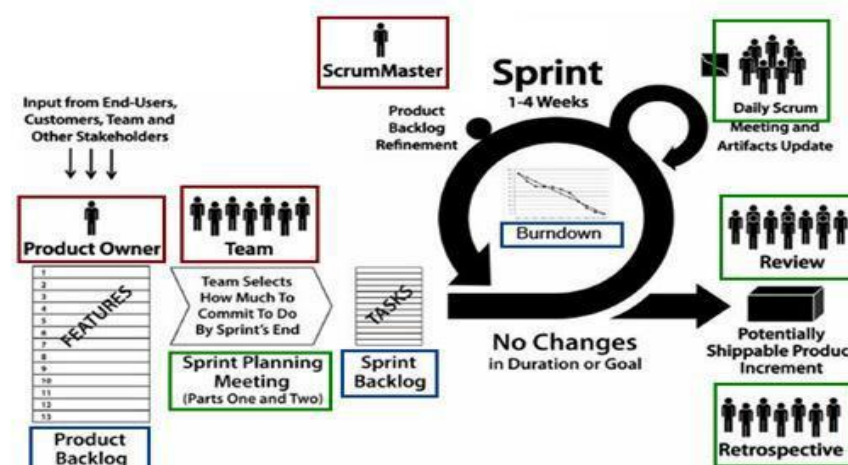 ScrumMaster
Sprint
1-4 Weeks
Product
Backlog
Refinement
Daily Scrum
Meeting and
Artifacts Update
Input from End-Users,
Customers, Team and
Other Stakeholders
Product Owner
Team
Burndown
Review
1
2
3
4
5
6
7
8
9
10
11
12
13
FEATURES
Team Selects
How Much To
Commit To Do
By Sprint's End
TASKS
No Changes
in Duration or Goal
Potentially
Shippable Product
Increment
Sprint Planning
Meeting
(Parts One and Two)
Sprint
Backlog
Product
Backlog
Retrospective